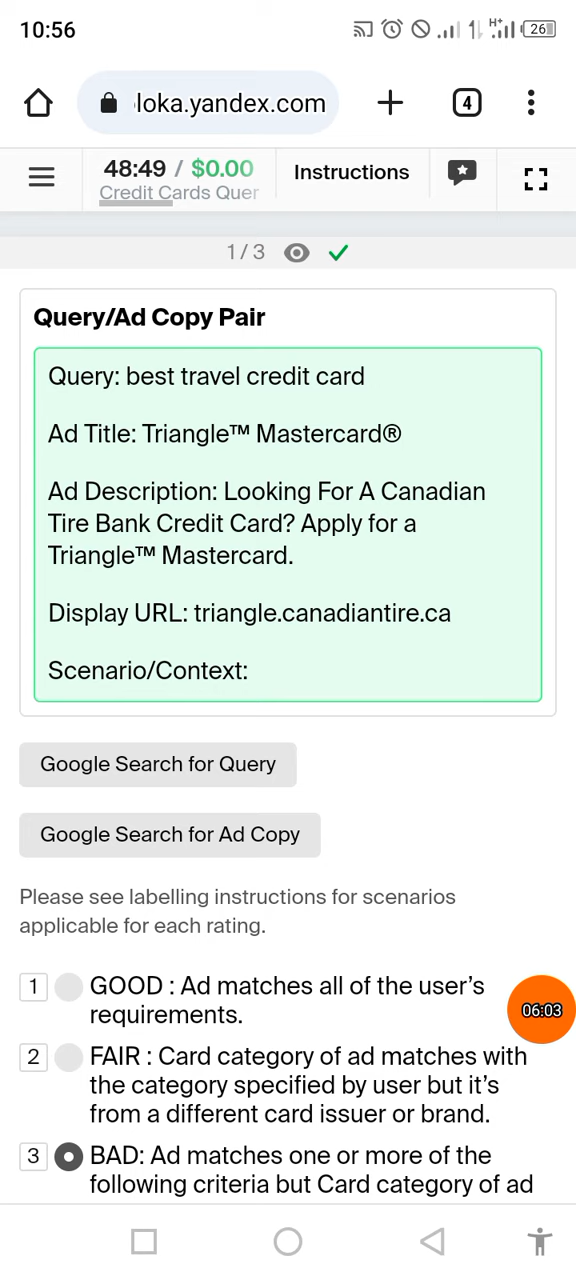 10:56
H+
26
loka.yandex.com
4
48:49 / $0.00
Credit Cards Quer
Instructions
1/3
Query/Ad Copy Pair
Query: best travel credit card
Ad Title: Triangle™ Mastercard®
Ad Description: Looking For A Canadian
Tire Bank Credit Card? Apply for a
Triangle™ Mastercard.
Display URL: triangle.canadiantire.ca
Scenario/Context:
Google Search for Query
Google Search for Ad Copy
Please see labelling instructions for scenarios
applicable for each rating.
1 GOOD : Ad matches all of the user's
requirements.
06:03
2 FAIR : Card category of ad matches with
the category specified by user but it's
from a different card issuer or brand.
3 BAD: Ad matches one or more of the
following criteria but Card category of ad